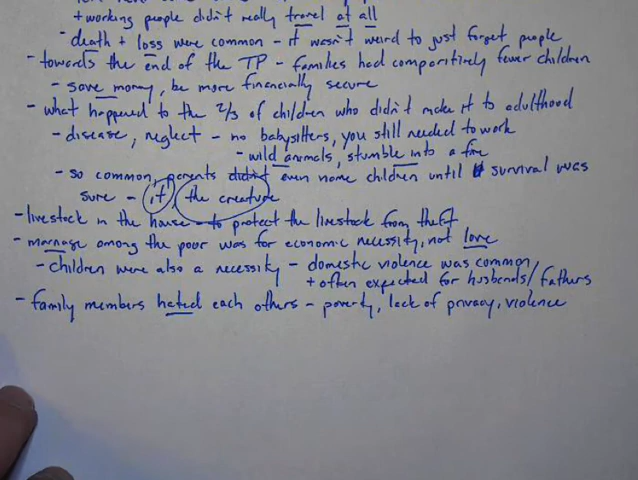 + working people didn't really travel at all
- death + loss were common - it wasn't weird to just forget people
- towards the end of the TP - families had comparitively fewer children
- save money, be more financially secure
- what happened to the 2/3 of children who didn't make it to adulthood
- disease, neglect - no babysitters, you still needed to work
- wild animals, stumble into a fire
- so common, parents didn't even name children until survival was
sure - it, the creature
- livestock in the house - to protect the livestock from theft
- marriage among the poor was for economic necessity, not love
- children were also a necessity - domestic violence was common,
+ often expected for husbands/fathers
- family members hated each others - poverty, lack of privacy, violence